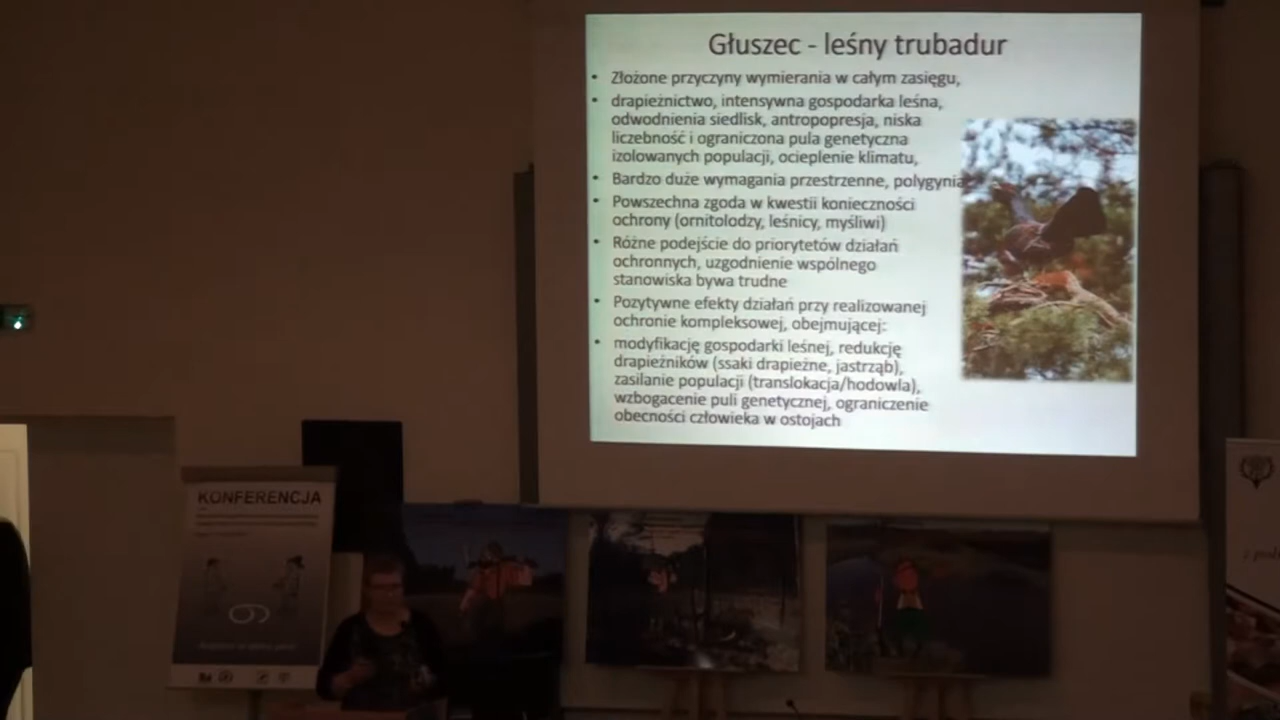 Głuszec - leśny trubadur
• Złożone przyczyny wymierania w całym zasięgu,
• drapieżnictwo, intensywna gospodarka leśna,
odwodnienia siedlisk, antropopresja, niska
liczebność i ograniczona pula genetyczna
izolowanych populacji, ocieplenie klimatu,
• Bardzo duże wymagania przestrzenne, polygynia
• Powszechna zgoda w kwestii konieczności
ochrony (ornitolodzy, leśnicy, myśliwi)
• Różne podejście do priorytetów działań
ochronnych, uzgodnienie wspólnego
stanowiska bywa trudne
• Pozytywne efekty działań przy realizowanej
ochronie kompleksowej, obejmującej:
• modyfikację gospodarki leśnej, redukcję
drapieżników (ssaki drapieżne, jastrząb),
zasilanie populacji (translokacja/hodowla),
wzbogacenie puli genetycznej, ograniczenie
obecności człowieka w ostojach
KONFERENCJA